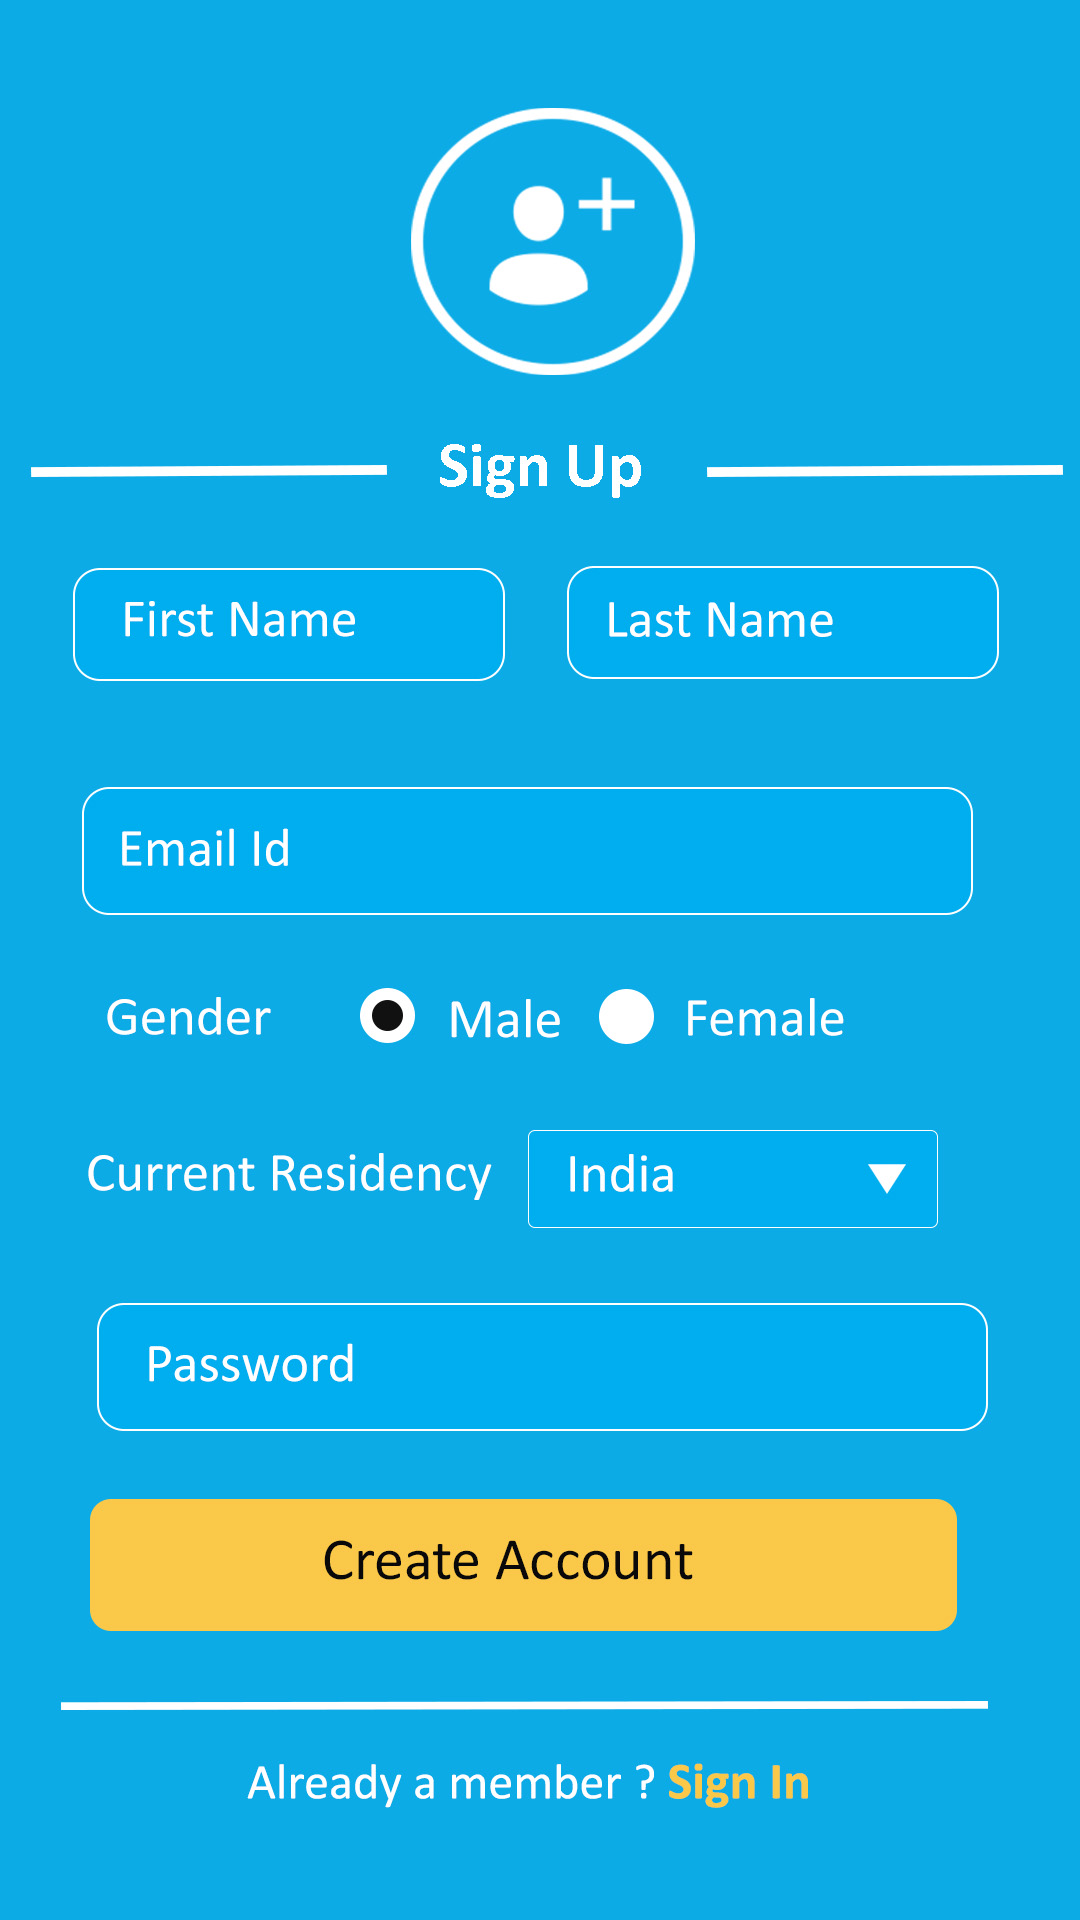 Sign Up
First Name Last Name
Email Id
Gender Male Female
Current Residency India
Password
Create Account
Already a member ? Sign In